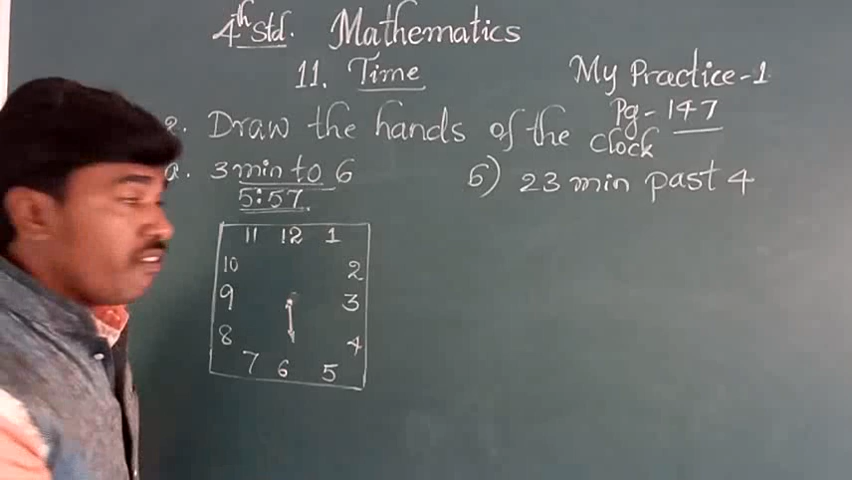 4th Std. Mathematics
11. Time
My Practice-1
Pg-147
2. Draw the hands of the clock
a. 3 min to 6
5:57
b) 23 min past 4
11 12 1
10 2
9 3
8 4
7 6 5